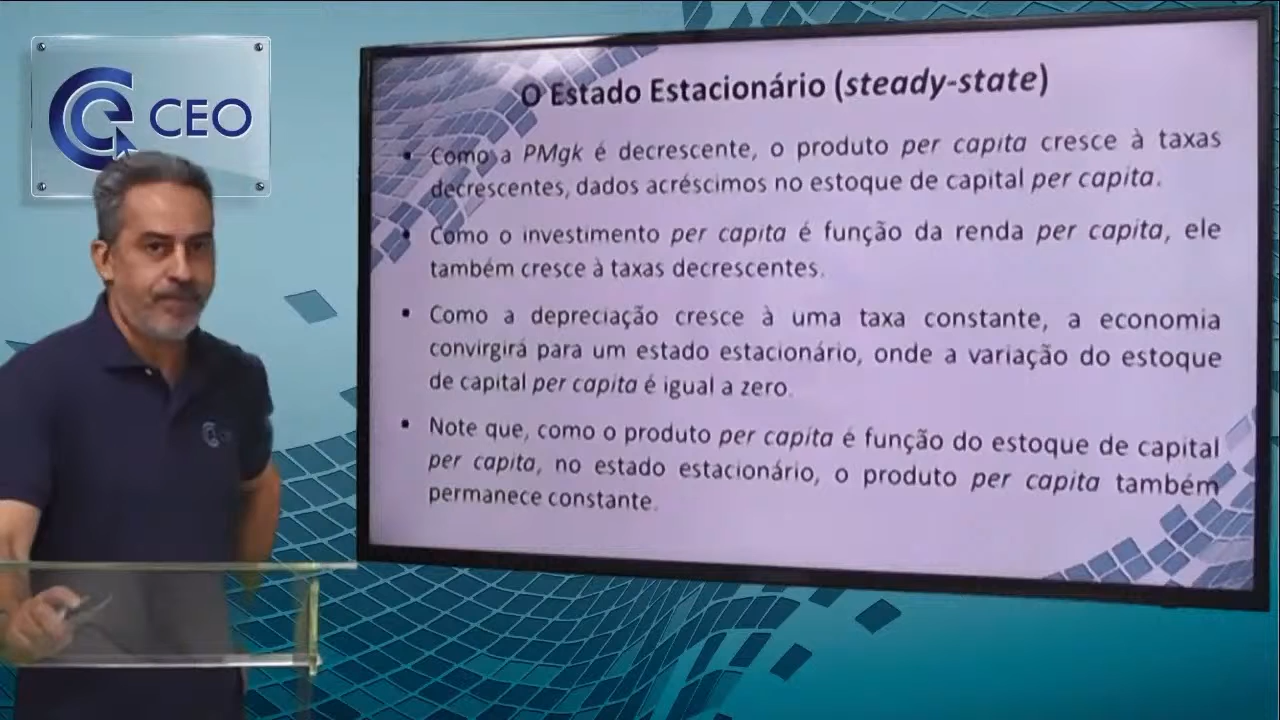 CEO
O Estado Estacionário (steady-state)
• Como a PMgk é decrescente, o produto per capita cresce à taxas
decrescentes, dados acréscimos no estoque de capital per capita.
• Como o investimento per capita é função da renda per capita, ele
também cresce à taxas decrescentes.
• Como a depreciação cresce à uma taxa constante, a economia
convirgirá para um estado estacionário, onde a variação do estoque
de capital per capita é igual a zero.
• Note que, como o produto per capita é função do estoque de capital
per capita, no estado estacionário, o produto per capita também
permanece constante.